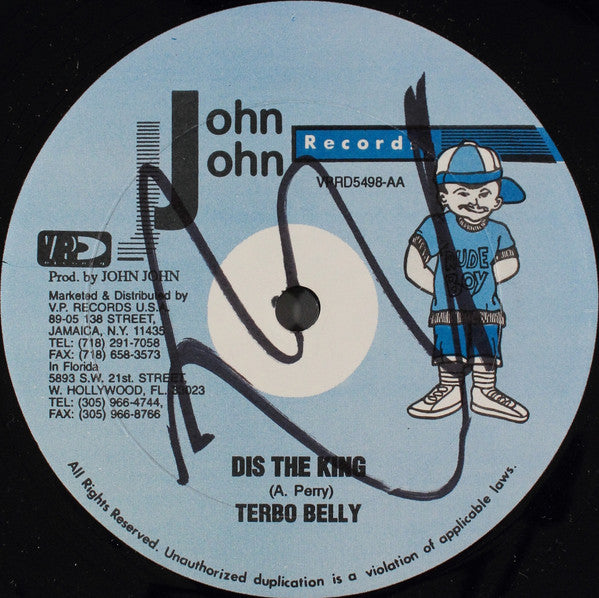 John
John
Records
VPRD5498-AA
VP
RUDE
BOY
Prod. by JOHN JOHN
Marketed & Distributed by
V.P. RECORDS U.S.A.
89-05 138 STREET,
JAMAICA, N.Y. 11435
TEL: (718) 291-7058
FAX: (718) 658-3573
In Florida
5893 S.W. 21st. STREET
W. HOLLYWOOD, FL. 33023
TEL: (305) 966-4744,
FAX: (305) 966-8766
DIS THE KING
(A. Perry)
TERBO BELLY
All Rights Reserved. Unauthorized duplication is a violation of applicable laws.